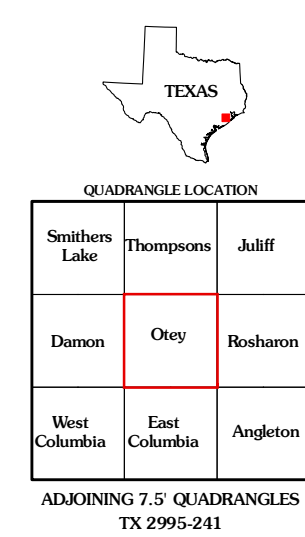 TEXAS
QUADRANGLE LOCATION
Smithers
Lake
Thompsons
Juliff
Damon
Otey
Rosharon
West
Columbia
East
Columbia
Angleton
ADJOINING 7.5' QUADRANGLES
TX 2995-241